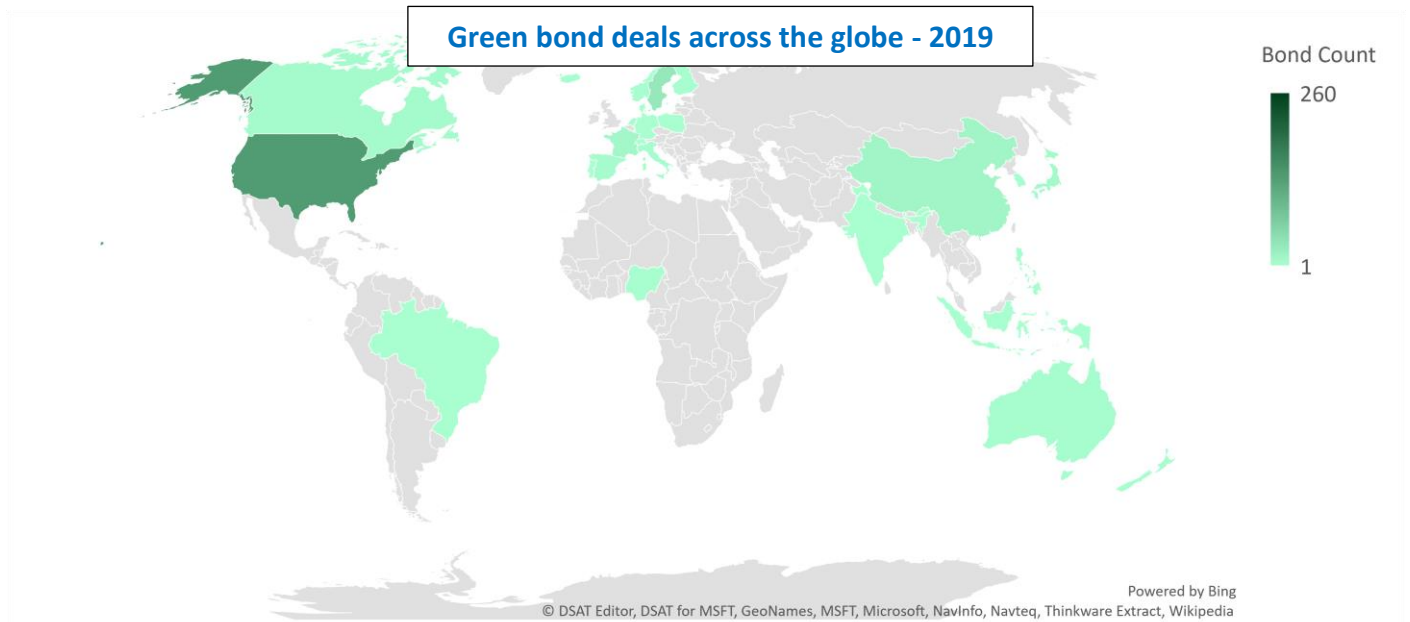 Green bond deals across the globe - 2019
Bond Count
260
1
Powered by Bing
© DSAT Editor, DSAT for MSFT, GeoNames, MSFT, Microsoft, NavInfo, Navteq, Thinkware Extract, Wikipedia